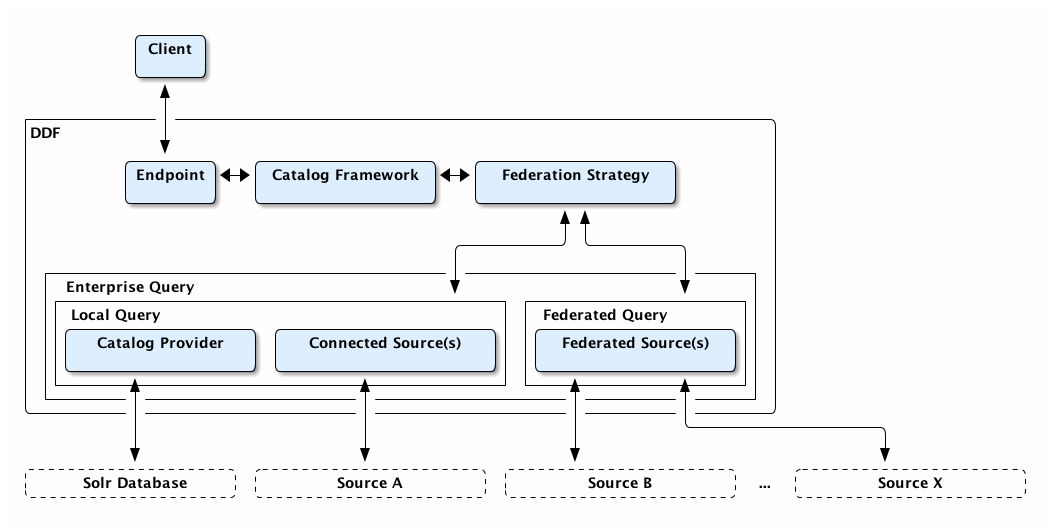 Client
DDF
Endpoint
Catalog Framework
Federation Strategy
Enterprise Query
Local Query
Federated Query
Catalog Provider
Connected Source(s)
Federated Source(s)
Solr Database
Source A
Source B
...
Source X